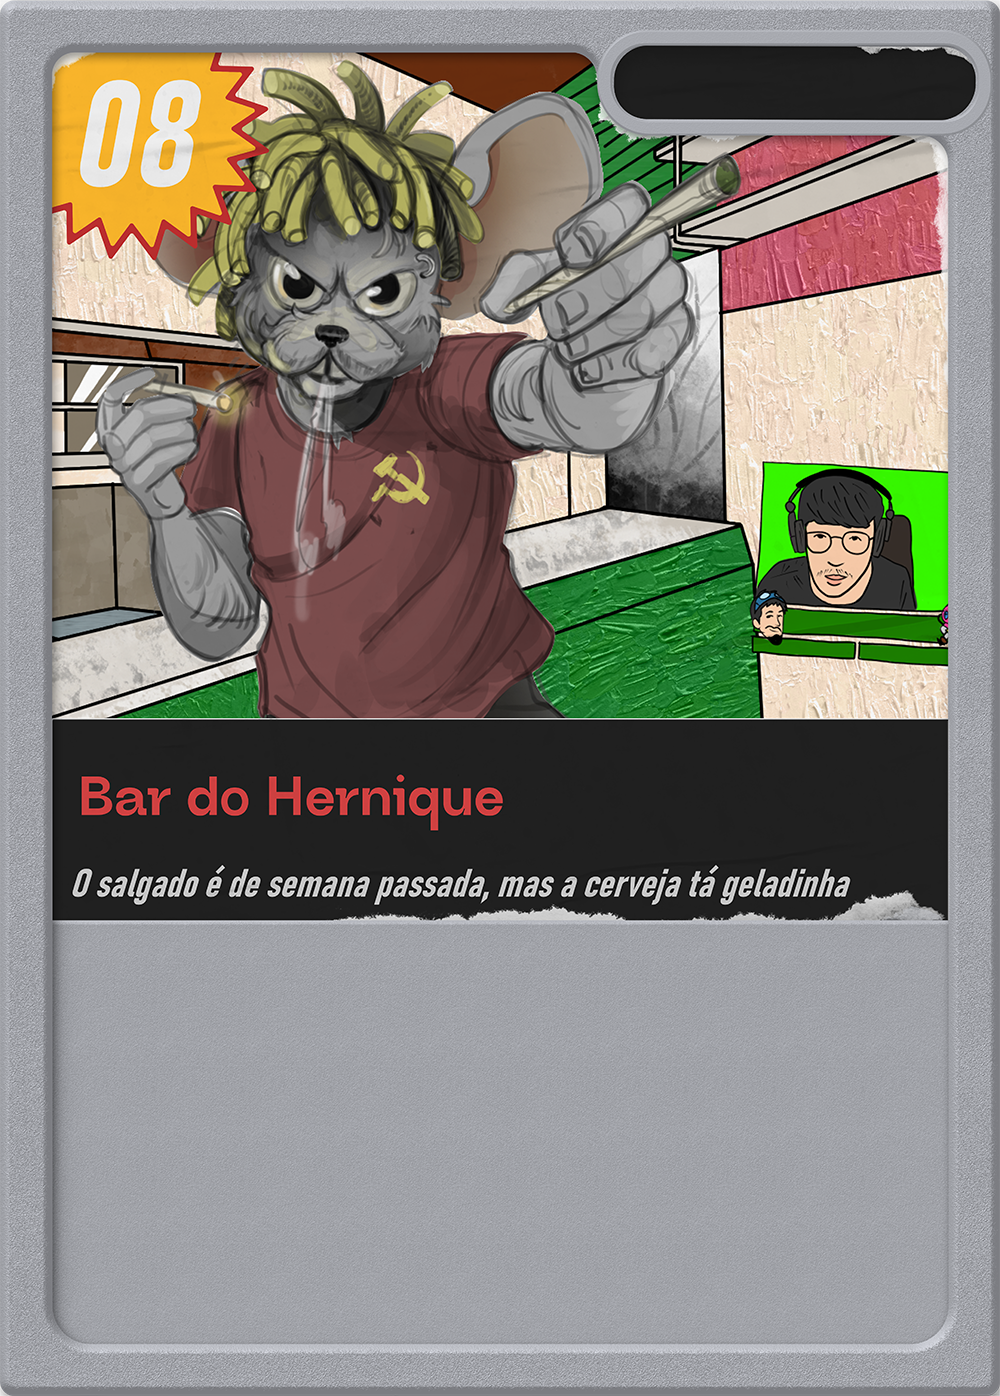 08
Bar do Hernique
O salgado é de semana passada, mas a cerveja tá geladinha